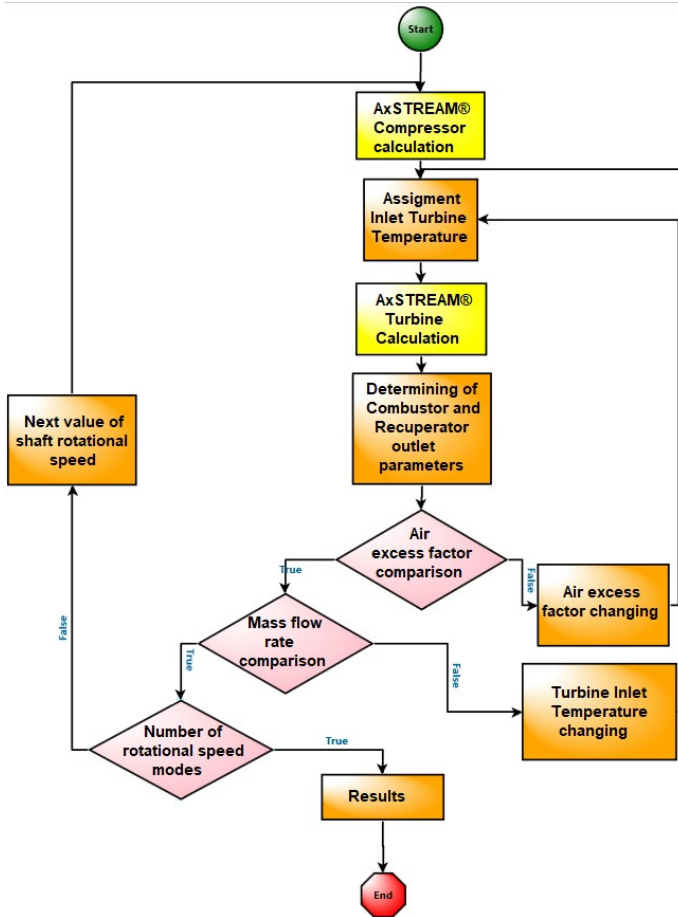 Start
AxSTREAM®
Compressor
calculation
Assigment
Inlet Turbine
Temperature
AxSTREAM®
Turbine
Calculation
Determining of
Combustor and
Recuperator
outlet
parameters
Next value of
shaft rotational
speed
Air
excess factor
comparison
True
False
Air excess
factor changing
Mass flow
rate
comparison
True
False
False
Turbine Inlet
Temperature
changing
Number of
rotational speed
modes
True
Results
End